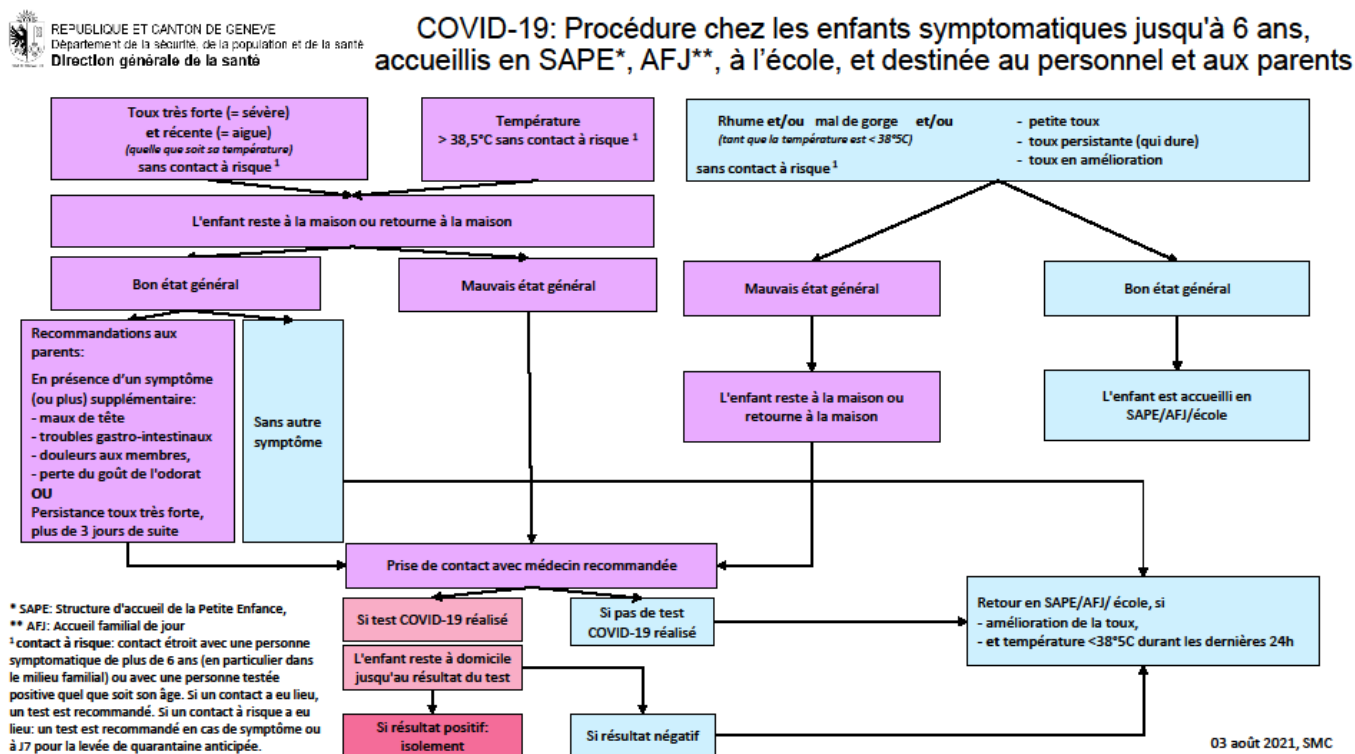 REPUBLIQUE ET CANTON DE GENEVE
Département de la sécurité, de la population et de la santé
Direction générale de la santé
COVID-19: Procédure chez les enfants symptomatiques jusqu'à 6 ans,
accueillis en SAPE*, AFJ**, à l'école, et destinée au personnel et aux parents
Toux très forte (= sévère)
et récente (= aigue)
(quelle que soit sa température)
sans contact à risque ¹
Température
> 38,5°C sans contact à risque ¹
Rhume et/ou mal de gorge et/ou
(tant que la température est < 38°5C)
sans contact à risque ¹
- petite toux
- toux persistante (qui dure)
- toux en amélioration
L'enfant reste à la maison ou retourne à la maison
Bon état général
Mauvais état général
Mauvais état général
Bon état général
Recommandations aux
parents:
En présence d'un symptôme
(ou plus) supplémentaire:
- maux de tête
- troubles gastro-intestinaux
- douleurs aux membres,
- perte du goût de l'odorat
OU
Persistance toux très forte,
plus de 3 jours de suite
Sans autre
symptôme
L'enfant reste à la maison ou
retourne à la maison
L'enfant est accueilli en
SAPE/AFJ/école
Prise de contact avec médecin recommandée
Si test COVID-19 réalisé
Si pas de test
COVID-19 réalisé
L'enfant reste à domicile
jusqu'au résultat du test
Si résultat positif:
isolement
Si résultat négatif
Retour en SAPE/AFJ/ école, si
- amélioration de la toux,
- et température <38°5C durant les dernières 24h
* SAPE: Structure d'accueil de la Petite Enfance,
** AFJ: Accueil familial de jour
¹ contact à risque: contact étroit avec une personne
symptomatique de plus de 6 ans (en particulier dans
le milieu familial) ou avec une personne testée
positive quel que soit son âge. Si un contact a eu lieu,
un test est recommandé. Si un contact à risque a eu
lieu: un test est recommandé en cas de symptôme ou
à J7 pour la levée de quarantaine anticipée.
03 août 2021, SMC